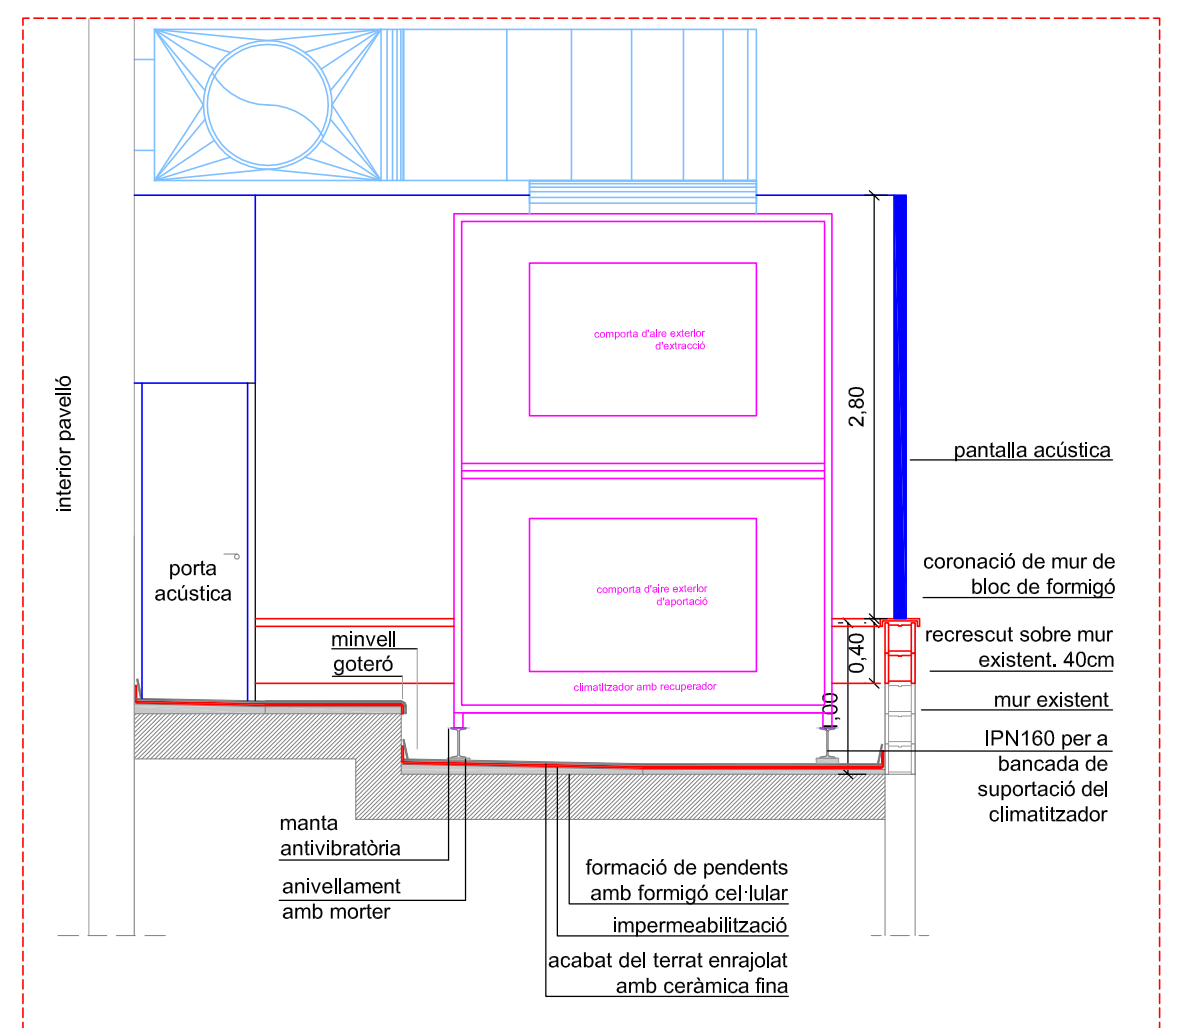 comporta d'aire exterior
d'extracció
interior pavelló
2,80
pantalla acústica
porta
acústica
comporta d'aire exterior
d'aportació
coronació de mur de
bloc de formigó
minvell
goteró
0,40
recrescut sobre mur
existent. 40cm
climatitzador amb recuperador
1,00
mur existent
IPN160 per a
bancada de
suportació del
climatitzador
manta
antivibratòria
anivellament
amb morter
formació de pendents
amb formigó cel·lular
impermeabilització
acabat del terrat enrajolat
amb ceràmica fina